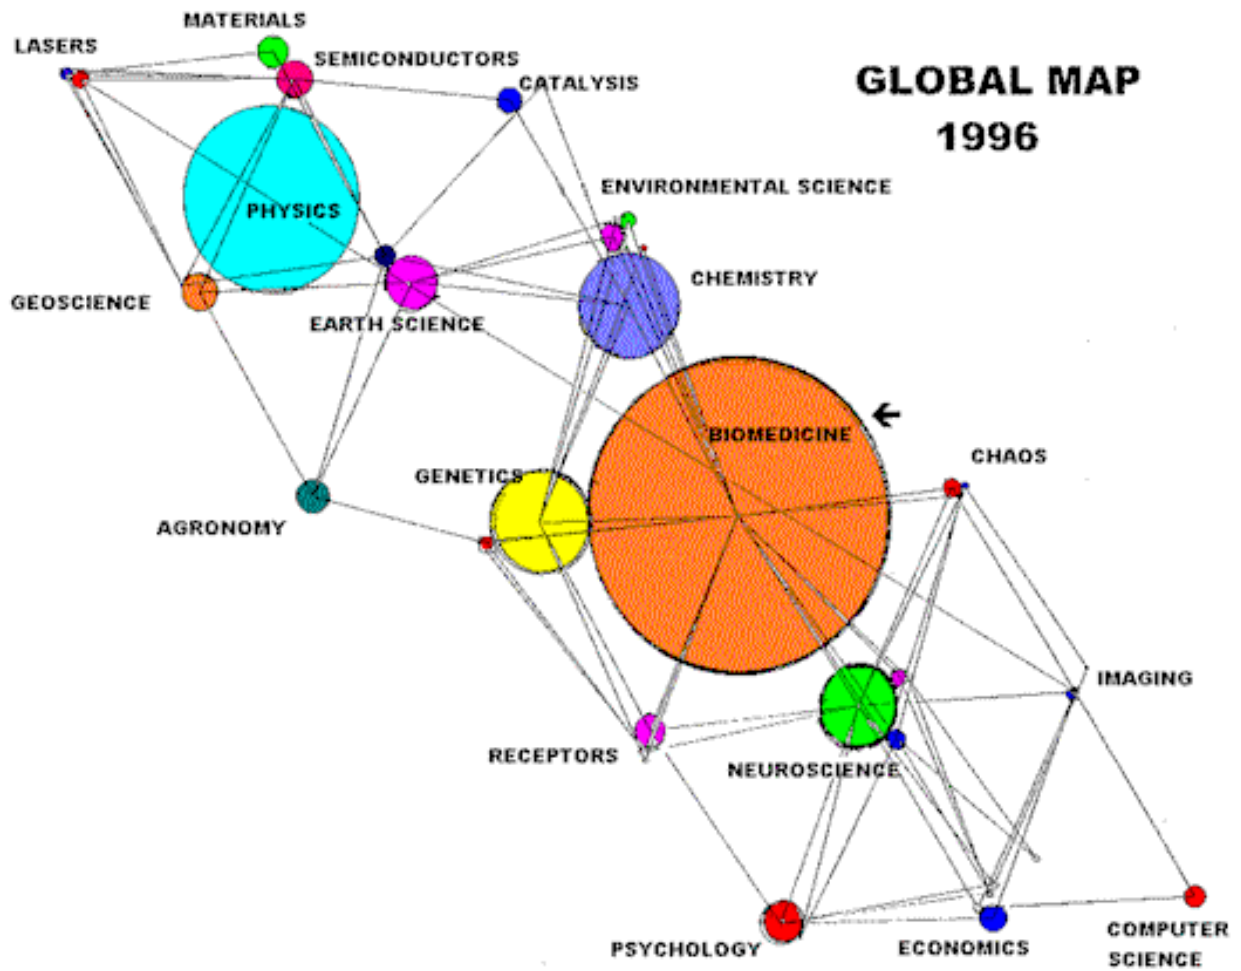 MATERIALS
LASERS
SEMICONDUCTORS
CATALYSIS
GLOBAL MAP
1996
ENVIRONMENTAL SCIENCE
PHYSICS
CHEMISTRY
GEOSCIENCE
EARTH SCIENCE
BIOMEDICINE
CHAOS
GENETICS
AGRONOMY
IMAGING
RECEPTORS
NEUROSCIENCE
PSYCHOLOGY
ECONOMICS
COMPUTER
SCIENCE